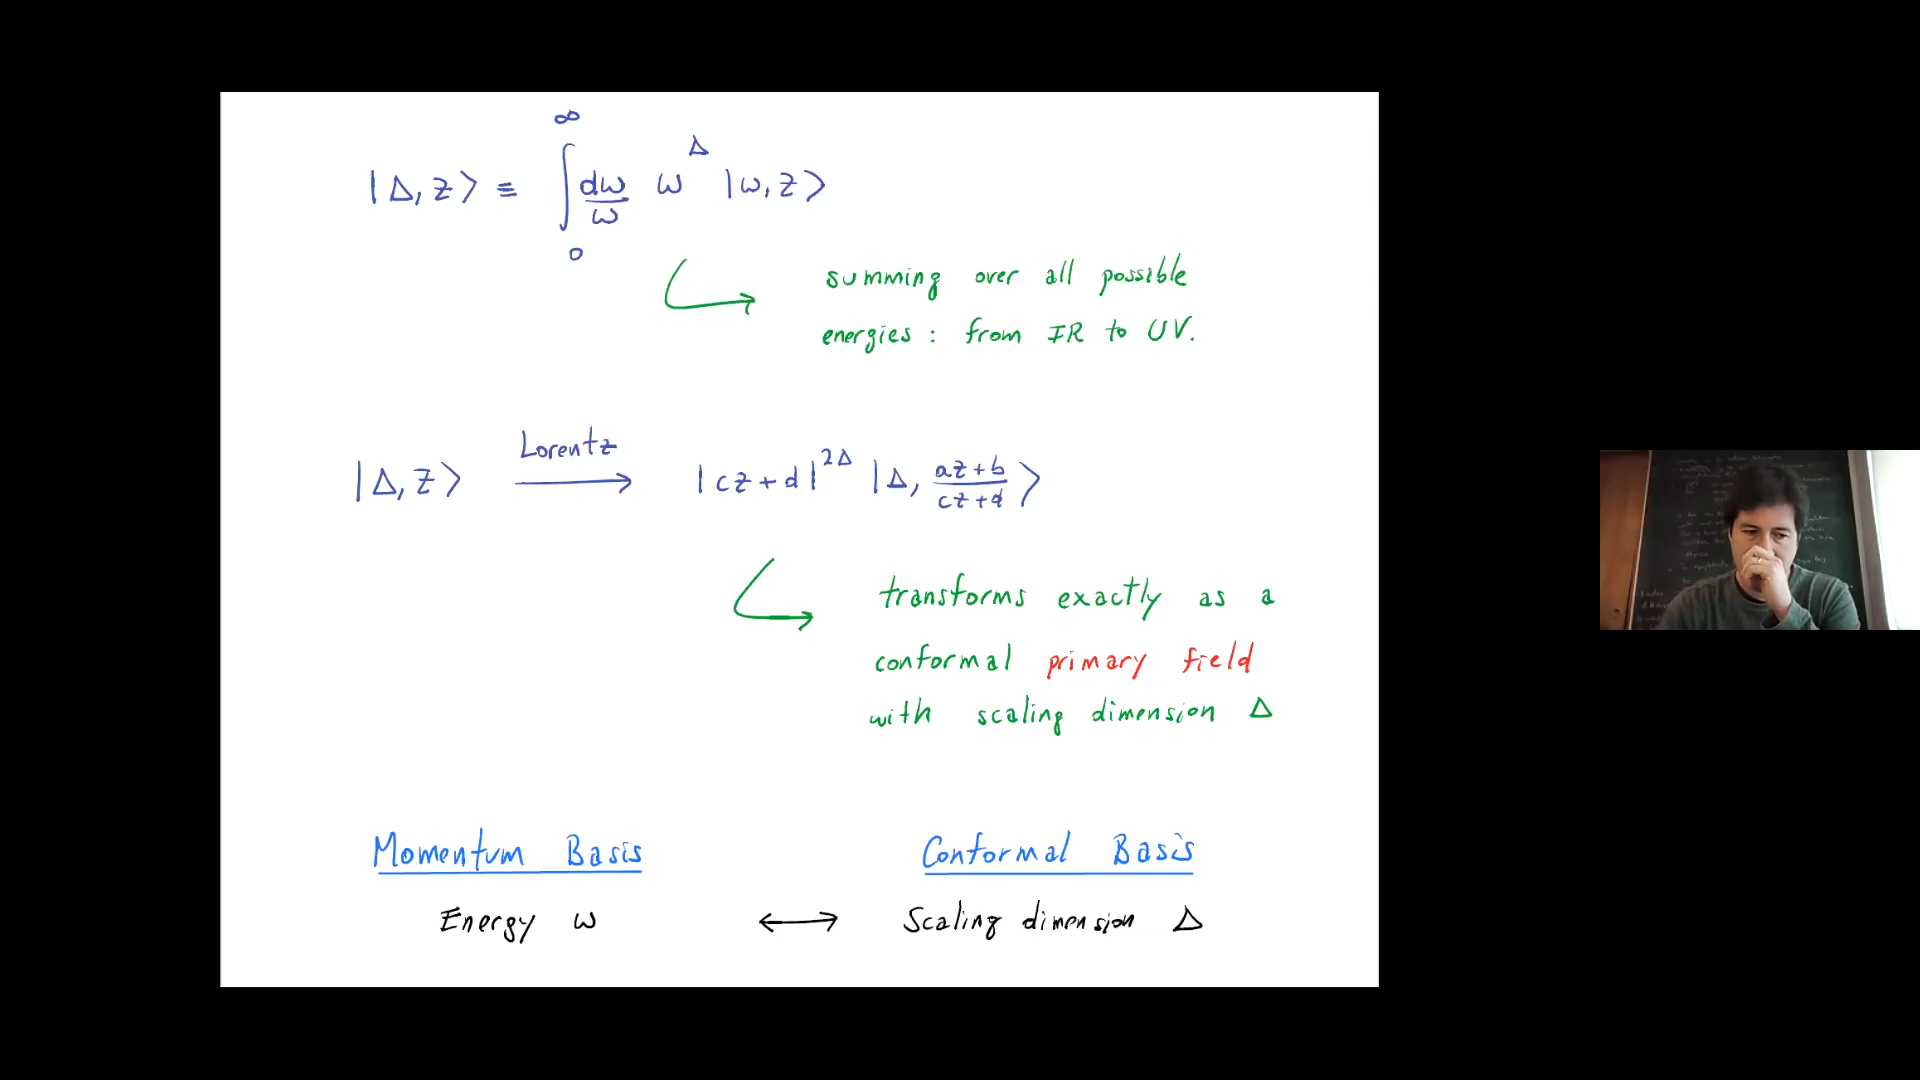 |Δ, z⟩ ≡ ∫₀^∞ dω/ω ω^Δ |ω, z⟩
summing over all possible
energies : from IR to UV.
|Δ, z⟩ Lorentz → |cz + d|^{2Δ} |Δ, (az + b)/(cz + d)⟩
transforms exactly as a
conformal primary field
with scaling dimension Δ
Momentum Basis Conformal Basis
Energy ω ↔ Scaling dimension Δ